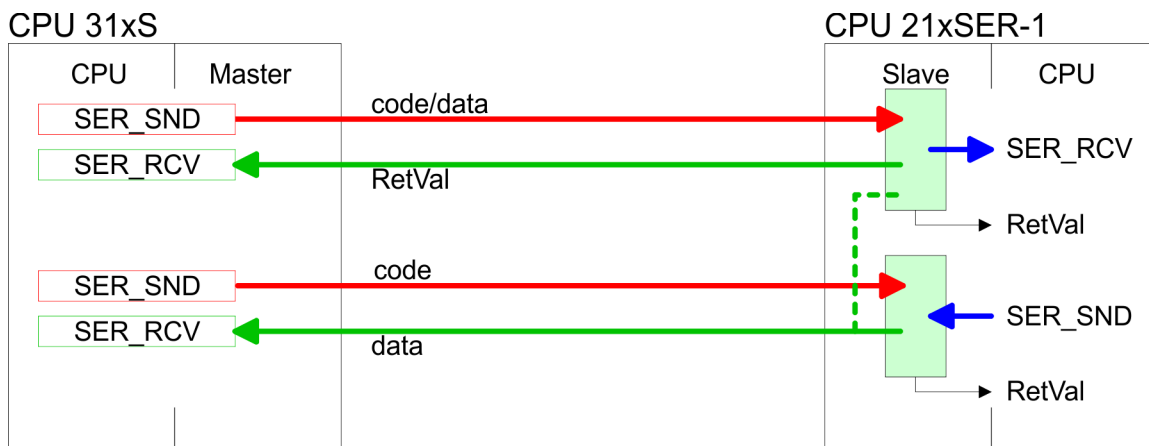 CPU 31xS
CPU 21xSER-1
CPU Master
Slave CPU
SER_SND
code/data
SER_RCV
SER_RCV
RetVal
RetVal
SER_SND
code
SER_RCV
data
SER_SND
RetVal